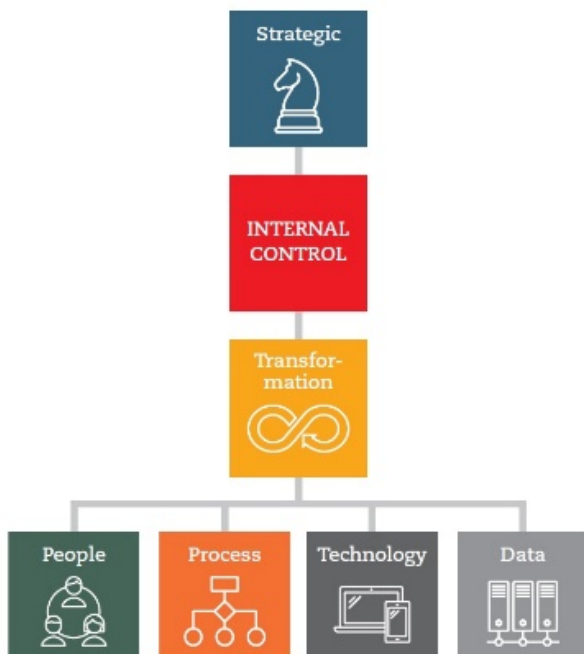 Strategic
INTERNAL
CONTROL
Transfor-
mation
People
Process
Technology
Data